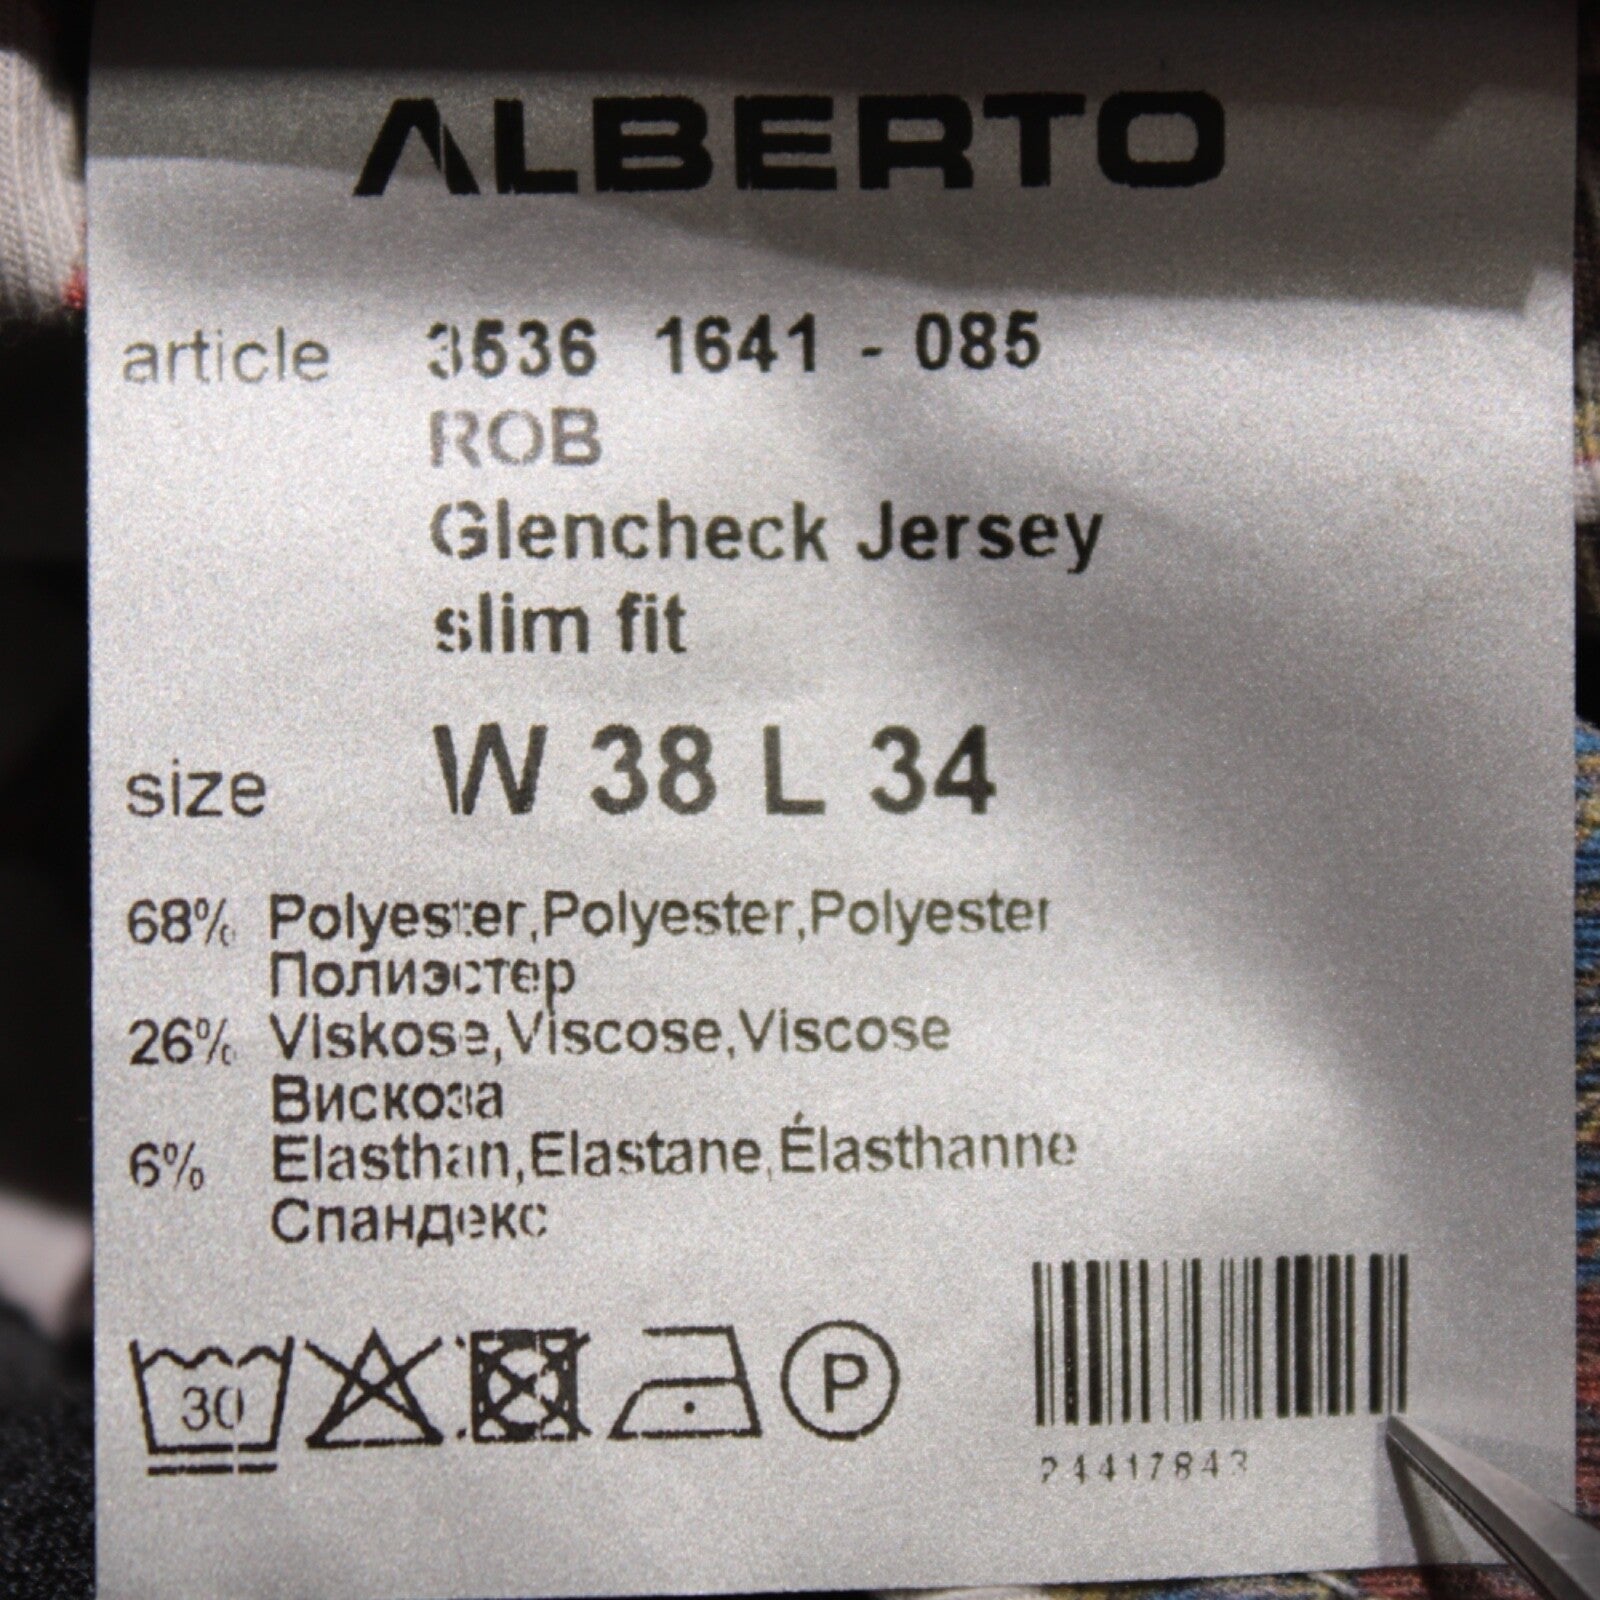 ALBERTO
article 3536 1641 - 085
ROB
Glencheck Jersey
slim fit
size W 38 L 34
68% Polyester,Polyester,Polyester
Полиэстер
26% Viskose,Viscose,Viscose
Вискоза
6% Elasthan,Elastane,Élasthanne
Спандекс
30 P
24417843